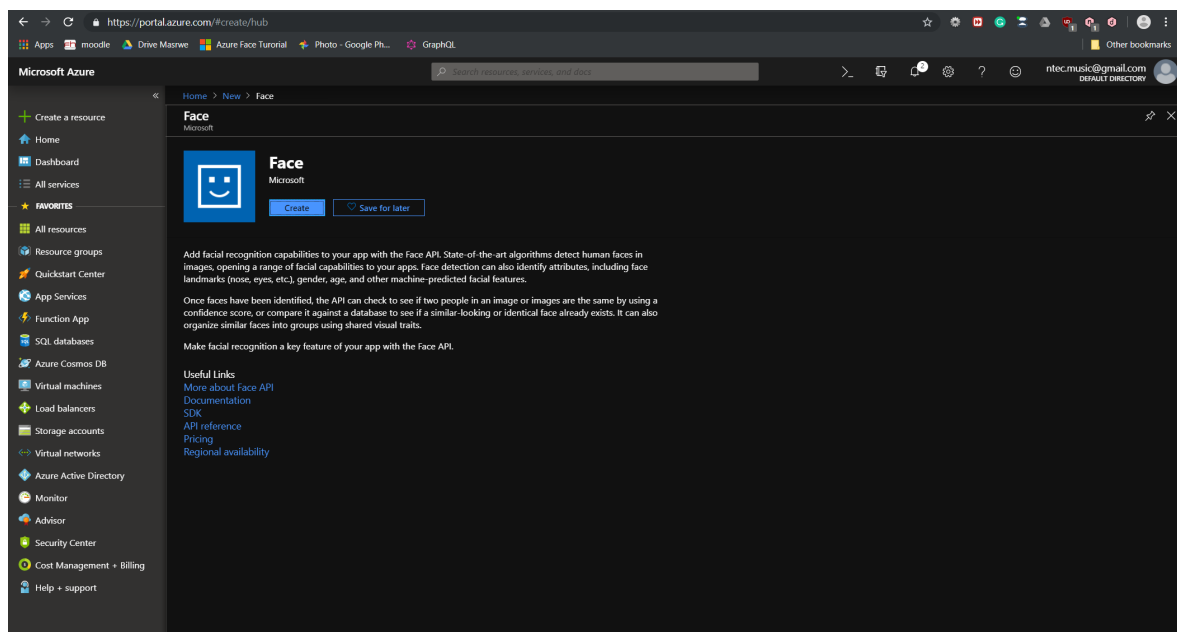 https://portal.azure.com/#create/hub
Apps moodle Drive Masrwe Azure Face Turorial Photo - Google Ph... GraphQL Other bookmarks
Microsoft Azure Search resources, services, and docs 2 ntec.music@gmail.com
DEFAULT DIRECTORY
« Home > New > Face
Create a resource
Home
Dashboard
All services
FAVORITES
All resources
Resource groups
Quickstart Center
App Services
Function App
SQL databases
Azure Cosmos DB
Virtual machines
Load balancers
Storage accounts
Virtual networks
Azure Active Directory
Monitor
Advisor
Security Center
Cost Management + Billing
Help + support
Face
Microsoft
Face
Microsoft
Create Save for later
Add facial recognition capabilities to your app with the Face API. State-of-the-art algorithms detect human faces in
images, opening a range of facial capabilities to your apps. Face detection can also identify attributes, including face
landmarks (nose, eyes, etc.), gender, age, and other machine-predicted facial features.
Once faces have been identified, the API can check to see if two people in an image or images are the same by using a
confidence score, or compare it against a database to see if a similar-looking or identical face already exists. It can also
organize similar faces into groups using shared visual traits.
Make facial recognition a key feature of your app with the Face API.
Useful Links
More about Face API
Documentation
SDK
API reference
Pricing
Regional availability